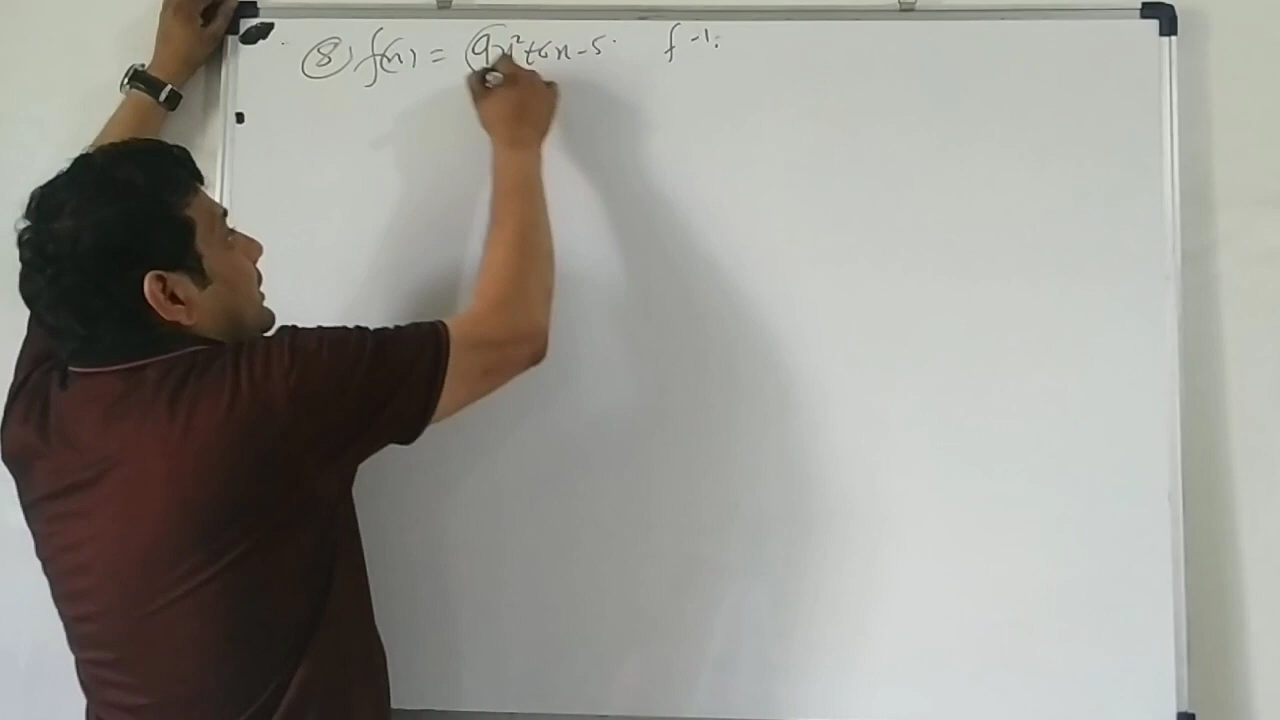 ⑧ f(x) = 9x²+6x-5. f⁻¹: